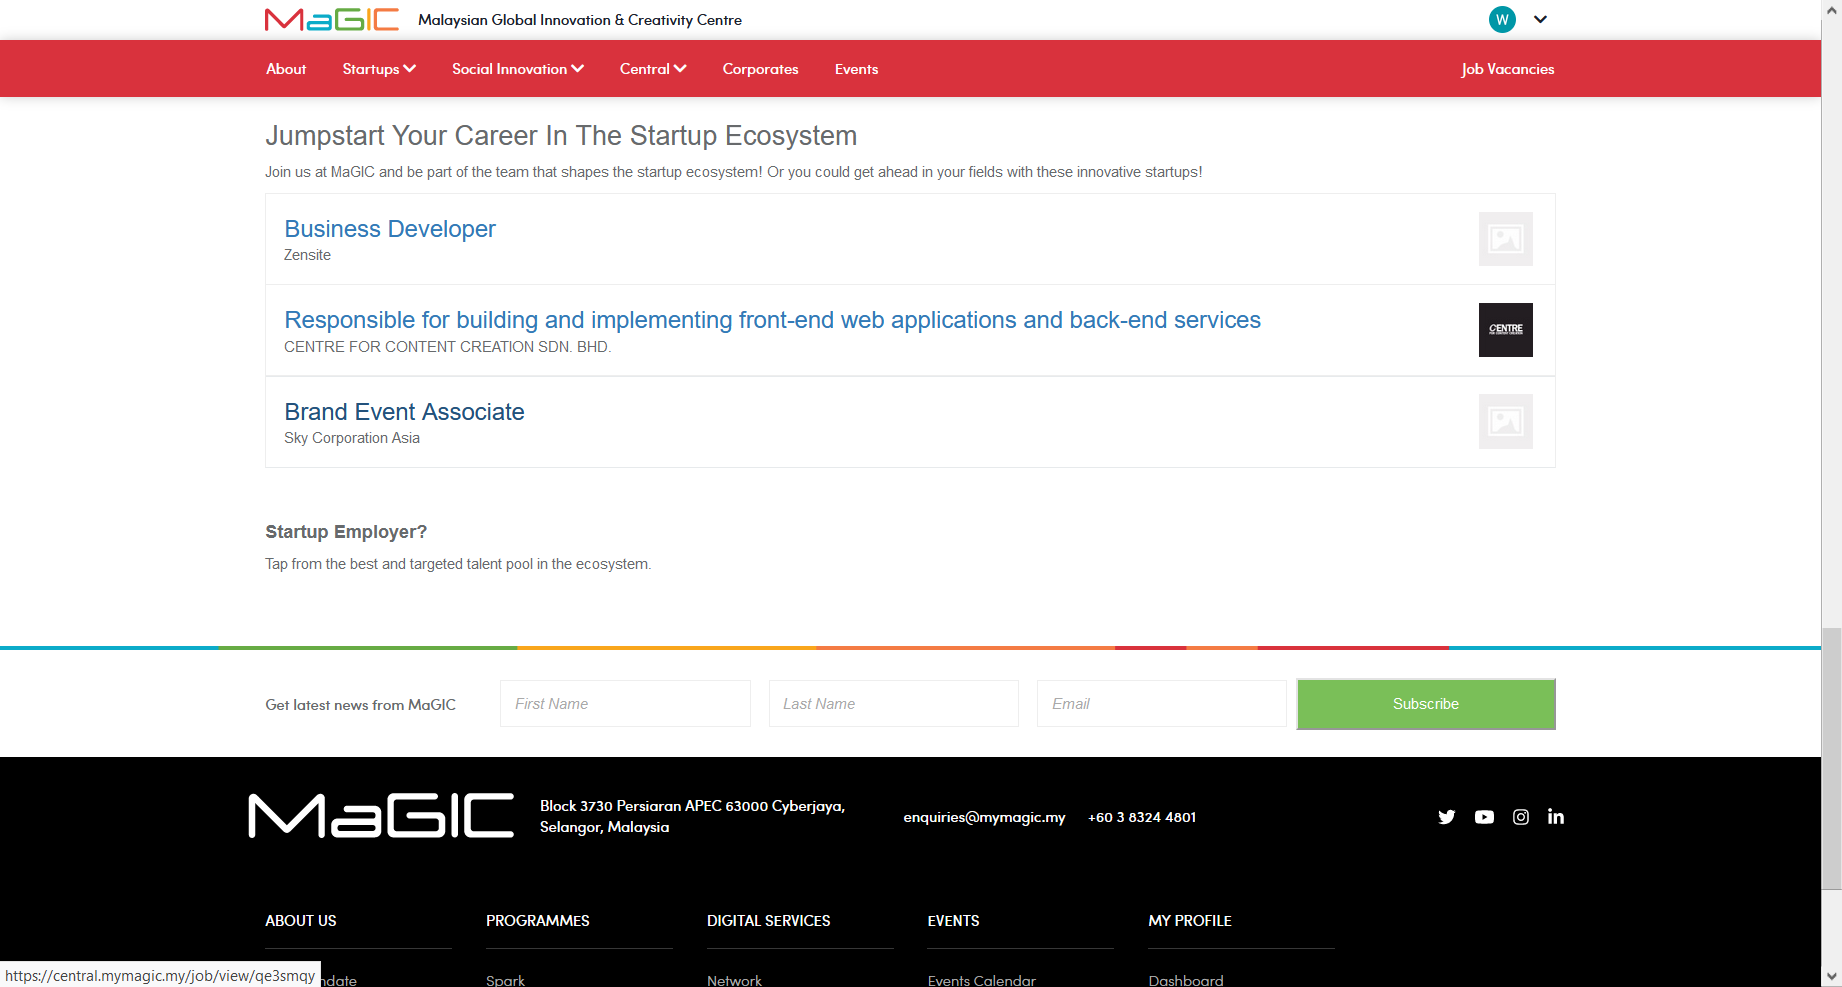 MaGIC Malaysian Global Innovation & Creativity Centre W
About Startups Social Innovation Central Corporates Events Job Vacancies
Jumpstart Your Career In The Startup Ecosystem
Join us at MaGIC and be part of the team that shapes the startup ecosystem! Or you could get ahead in your fields with these innovative startups!
Business Developer
Zensite
Responsible for building and implementing front-end web applications and back-end services
CENTRE FOR CONTENT CREATION SDN. BHD.
CENTRE
FOR CONTENT CREATION
Brand Event Associate
Sky Corporation Asia
Startup Employer?
Tap from the best and targeted talent pool in the ecosystem.
Get latest news from MaGIC First Name Last Name Email Subscribe
MaGIC
Block 3730 Persiaran APEC 63000 Cyberjaya,
Selangor, Malaysia
enquiries@mymagic.my +60 3 8324 4801
ABOUT US PROGRAMMES DIGITAL SERVICES EVENTS MY PROFILE
https://central.mymagic.my/job/view/qe3smqy
ndate Spark Network Events Calendar Dashboard